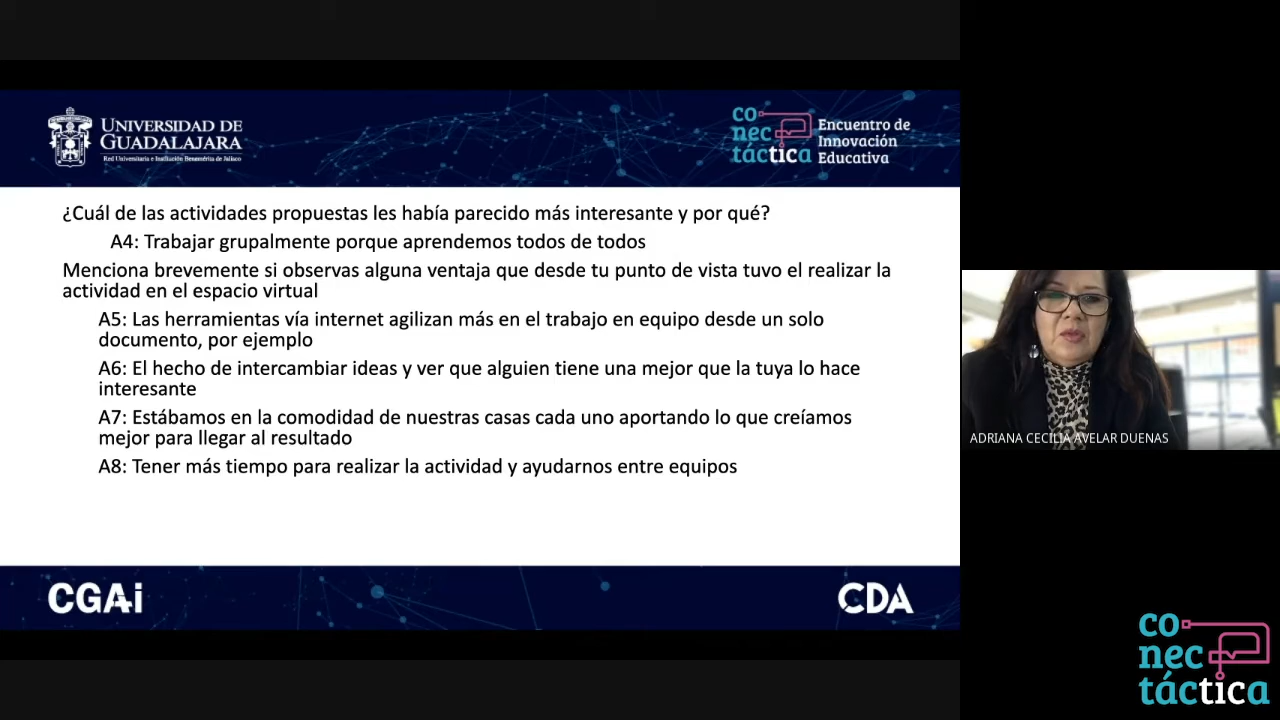 UNIVERSIDAD DE
GUADALAJARA
Red Universitaria e Institución Benemérita de Jalisco
co
nec
táctica
Encuentro de
Innovación
Educativa
¿Cuál de las actividades propuestas les había parecido más interesante y por qué?
A4: Trabajar grupalmente porque aprendemos todos de todos
Menciona brevemente si observas alguna ventaja que desde tu punto de vista tuvo el realizar la
actividad en el espacio virtual
A5: Las herramientas vía internet agilizan más en el trabajo en equipo desde un solo
documento, por ejemplo
A6: El hecho de intercambiar ideas y ver que alguien tiene una mejor que la tuya lo hace
interesante
A7: Estábamos en la comodidad de nuestras casas cada uno aportando lo que creíamos
mejor para llegar al resultado
A8: Tener más tiempo para realizar la actividad y ayudarnos entre equipos
ADRIANA CECILIA AVELAR DUENAS
CGAi
CDA
co
nec
táctica